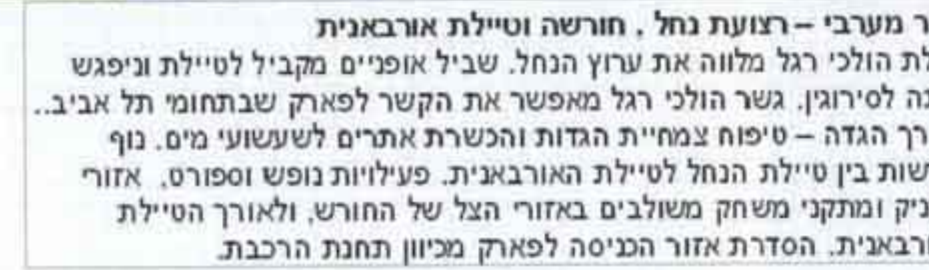 ר מערבי – רצועת נחל , חורשה וטיילת אורבאנית
לת הולכי רגל מלווה את ערוץ הנחל. שביל אופניים מקביל לטיילת וניפגש
נה לסירוגין. גשר הולכי רגל מאפשר את הקשר לפארק שבתחומי תל אביב..
רך הגדה – טיפוח צמחיית הגדות והכשרת אתרים לשעשועי מים. נוף
שות בין טיילת הנחל לטיילת האורבאנית. פעילויות נופש וספורט. אזורי
ניק ומתקני משחק משולבים באזורי הצל של החורש, ולאורך הטיילת
ורבאנית. הסדרת אזור הכניסה לפארק מכיוון תחנת הרכבת.